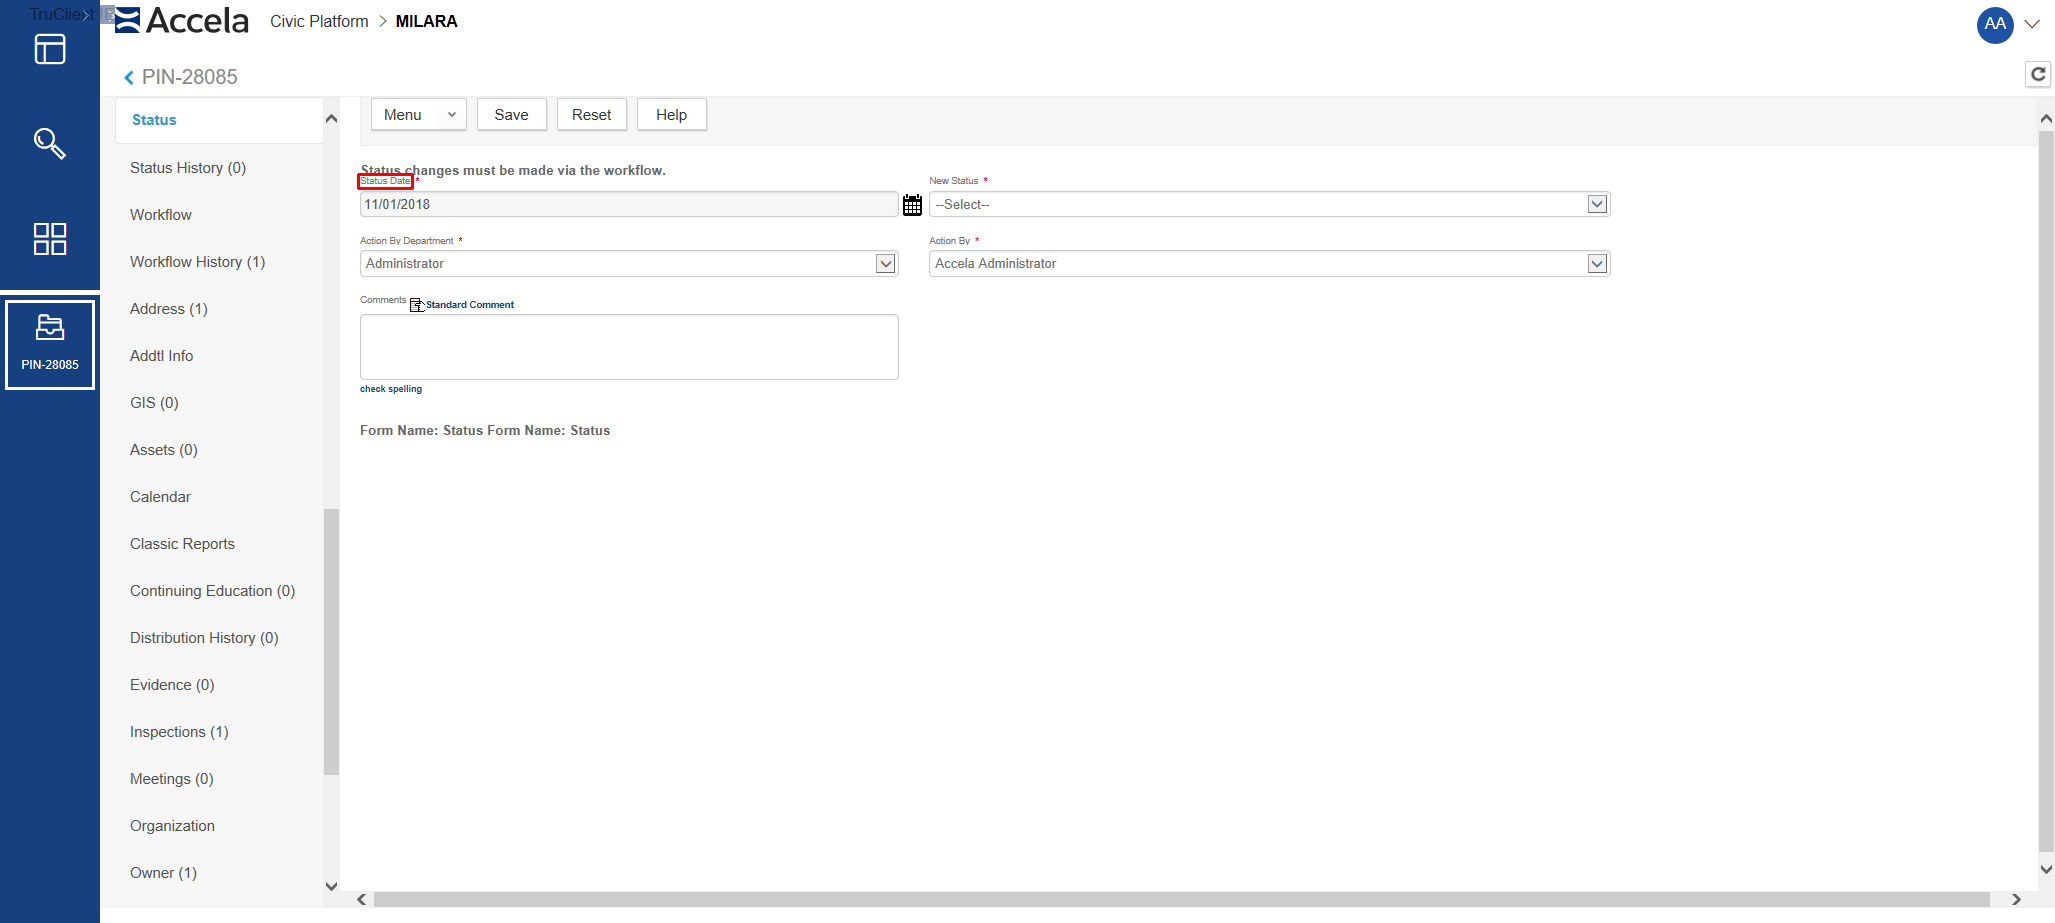 TruClient
Accela Civic Platform > MILARA
AA
PIN-28085
Menu Save Reset Help
Status
Status History (0)
Workflow
Workflow History (1)
Address (1)
Addtl Info
GIS (0)
Assets (0)
Calendar
Classic Reports
Continuing Education (0)
Distribution History (0)
Evidence (0)
Inspections (1)
Meetings (0)
Organization
Owner (1)
PIN-28085
Status changes must be made via the workflow.
Status Date * New Status *
11/01/2018 --Select--
Action By Department * Action By *
Administrator Accela Administrator
Comments Standard Comment
check spelling
Form Name: Status Form Name: Status